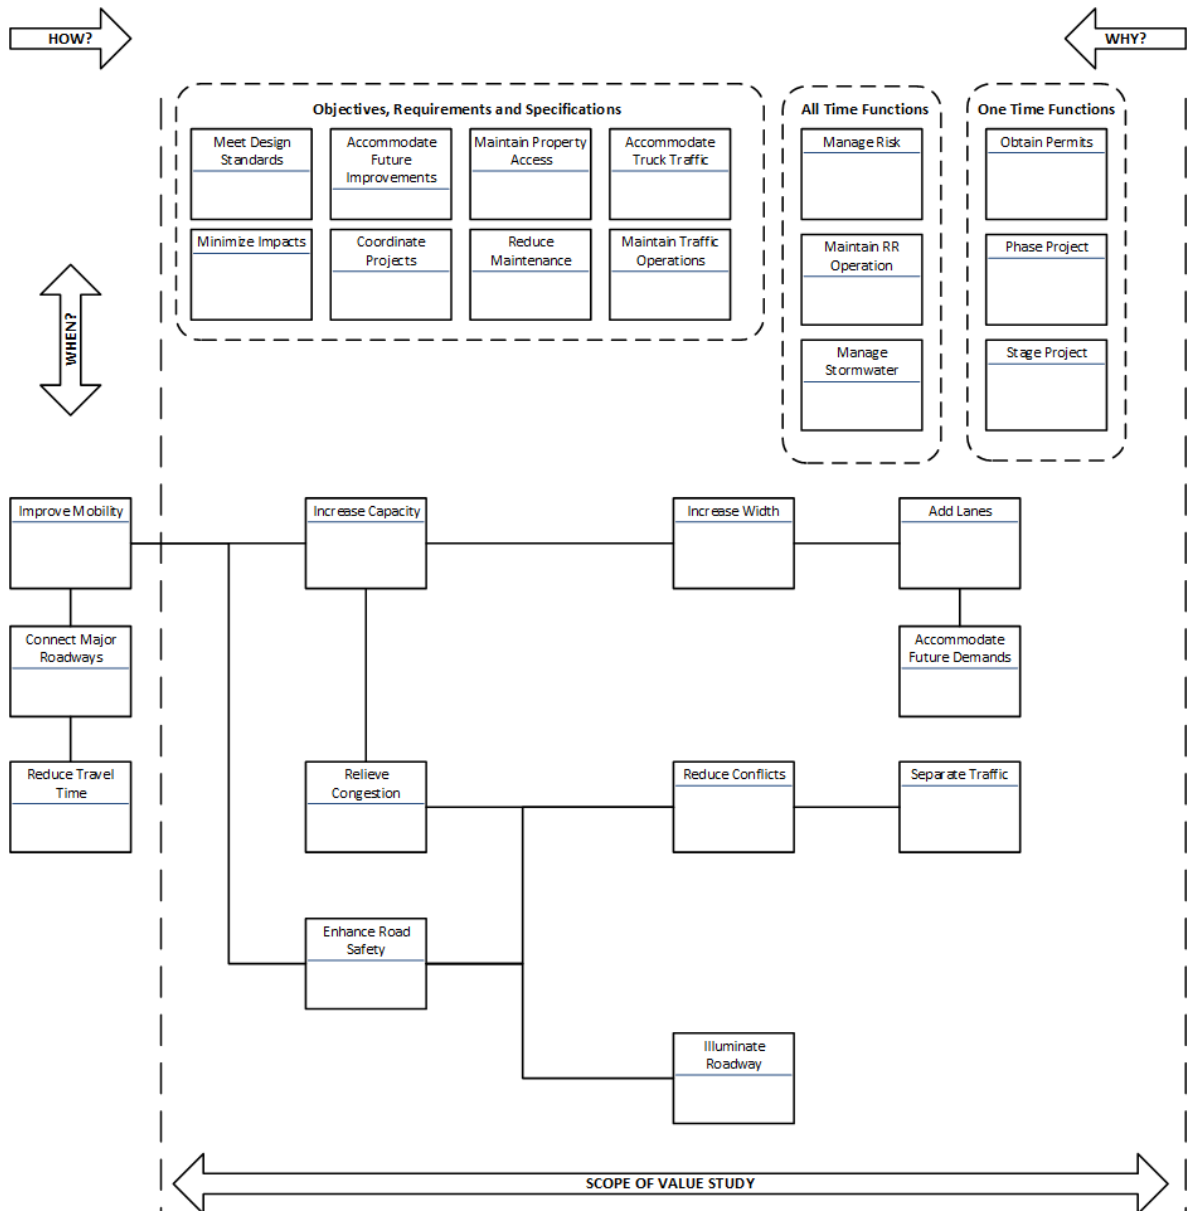 HOW?
WHY?
Objectives, Requirements and Specifications
All Time Functions
One Time Functions
Meet Design
Standards
Accommodate
Future
Improvements
Maintain Property
Access
Accommodate
Truck Traffic
Manage Risk
Obtain Permits
Minimize Impacts
Coordinate
Projects
Reduce
Maintenance
Maintain Traffic
Operations
Maintain RR
Operation
Phase Project
WHEN?
Manage
Stormwater
Stage Project
Improve Mobility
Increase Capacity
Increase Width
Add Lanes
Connect Major
Roadways
Accommodate
Future Demands
Reduce Travel
Time
Relieve
Congestion
Reduce Conflicts
Separate Traffic
Enhance Road
Safety
Illuminate
Roadway
SCOPE OF VALUE STUDY